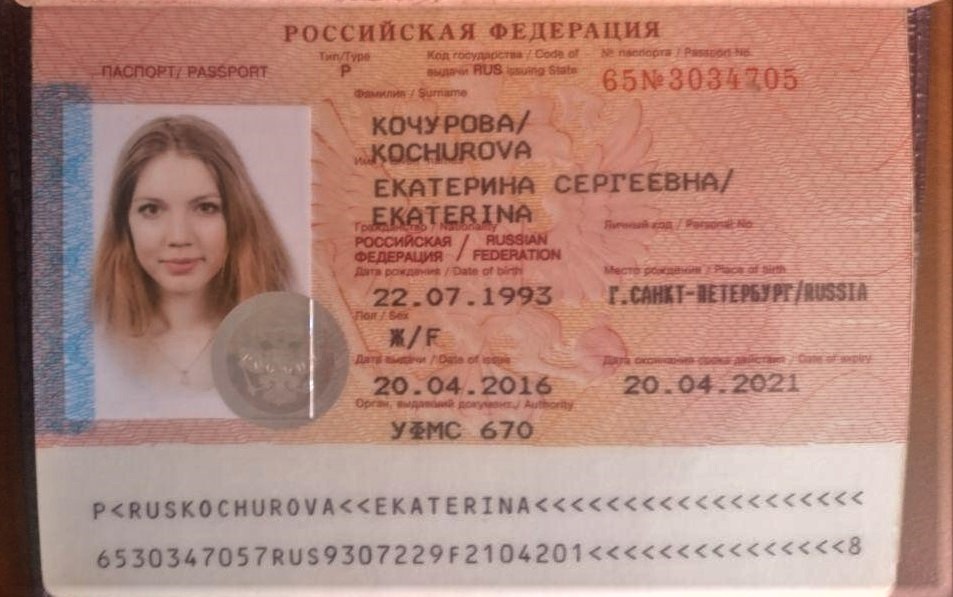 РОССИЙСКАЯ ФЕДЕРАЦИЯ
ПАСПОРТ/ PASSPORT
Тип/Type
P
Код государства / Code of
выдачи RUS issuing State
№ паспорта / Passport No.
65№3034705
Фамилия / Surname
КОЧУРОВА/
KOCHUROVA
ЕКАТЕРИНА СЕРГЕЕВНА/
EKATERINA
Гражданство / Nationality
Личный код / Personal No
РОССИЙСКАЯ / RUSSIAN
ФЕДЕРАЦИЯ / FEDERATION
Дата рождения / Date of birth
Место рождения / Place of birth
22.07.1993
Г.САНКТ-ПЕТЕРБУРГ/RUSSIA
Пол / Sex
Ж/F
Дата выдачи / Date of issue
Дата окончания срока действия / Date of expiry
20.04.2016
20.04.2021
Орган, выдавший документ / Authority
УФМС 670
P<RUSKOCHUROVA<<EKATERINA<<<<<<<<<<<<<<<<<<<
6530347057RUS9307229F2104201<<<<<<<<<<<<<<<8